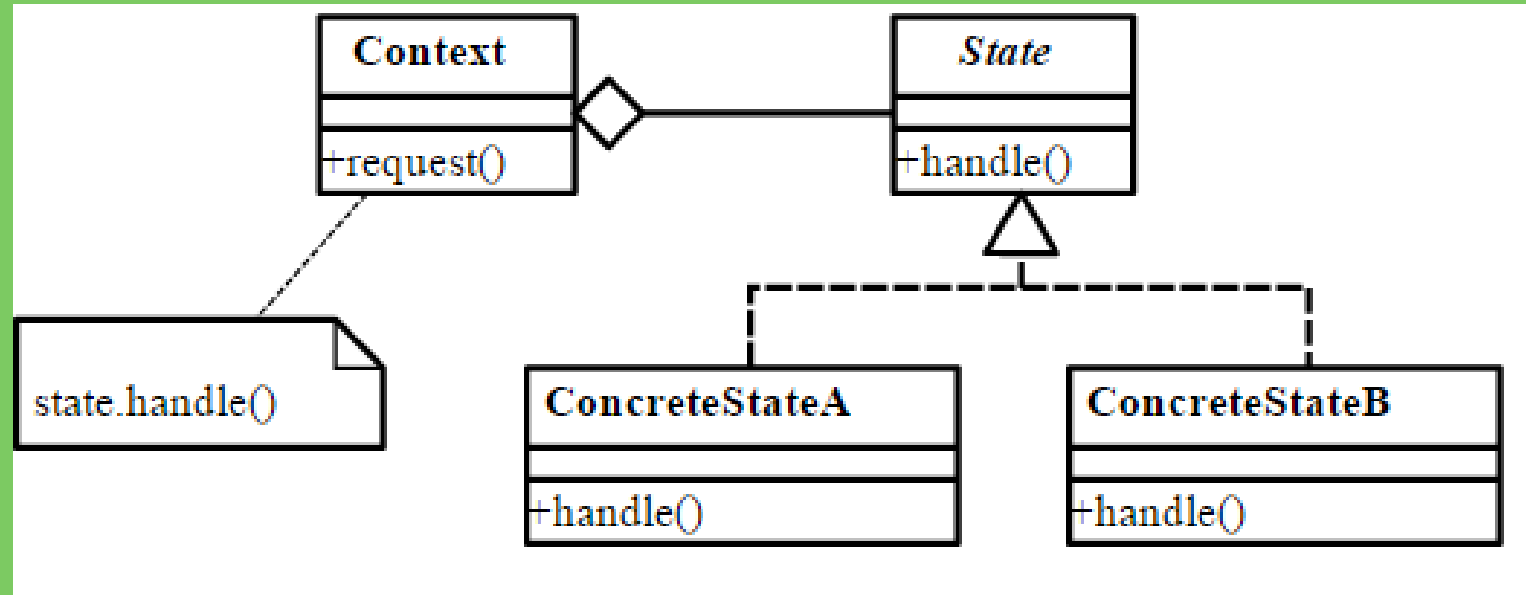 Context
+request()
State
+handle()
state.handle()
ConcreteStateA
+handle()
ConcreteStateB
+handle()